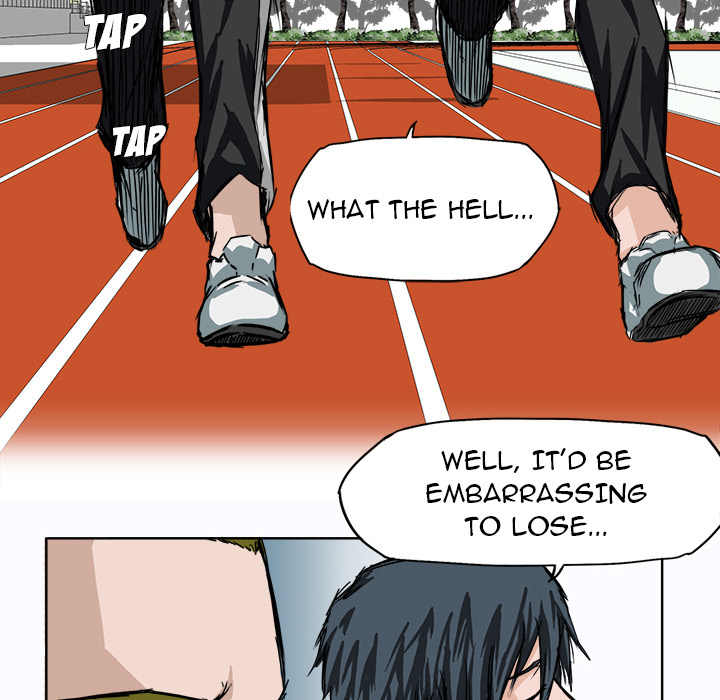 TAP
TAP
WHAT THE HELL...
WELL, IT'D BE
EMBARRASSING
TO LOSE...